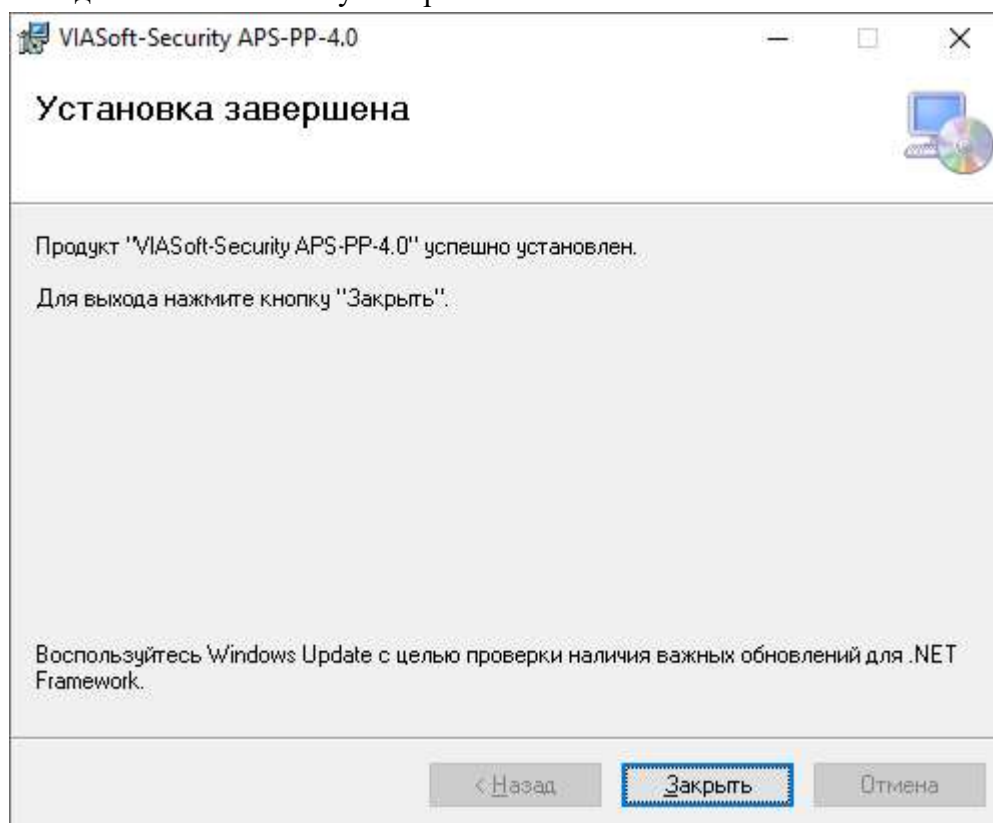 VIASoft-Security APS-PP-4.0
Установка завершена
Продукт "VIASoft-Security APS-PP-4.0" успешно установлен.
Для выхода нажмите кнопку "Закрыть".
Воспользуйтесь Windows Update с целью проверки наличия важных обновлений для .NET
Framework.
< Назад
Закрыть
Отмена